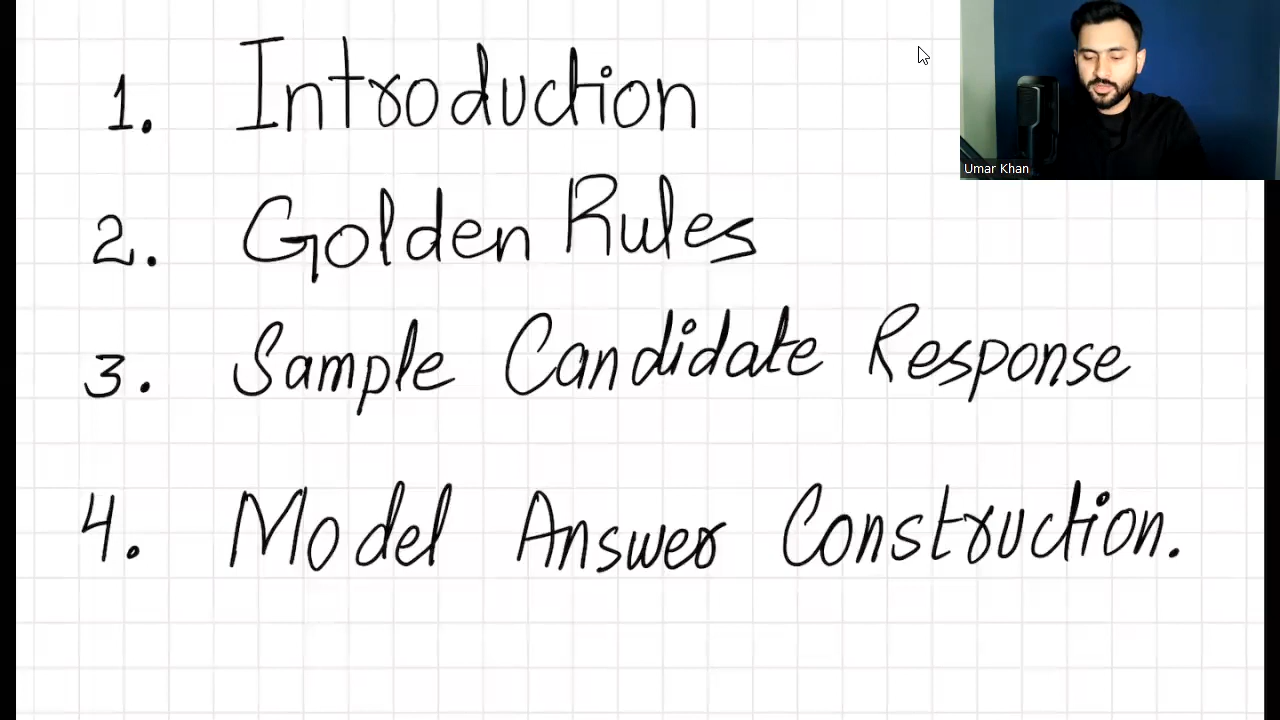 1. Introduction
Umar Khan
2. Golden Rules
3. Sample Candidate Response
4. Model Answer Construction.